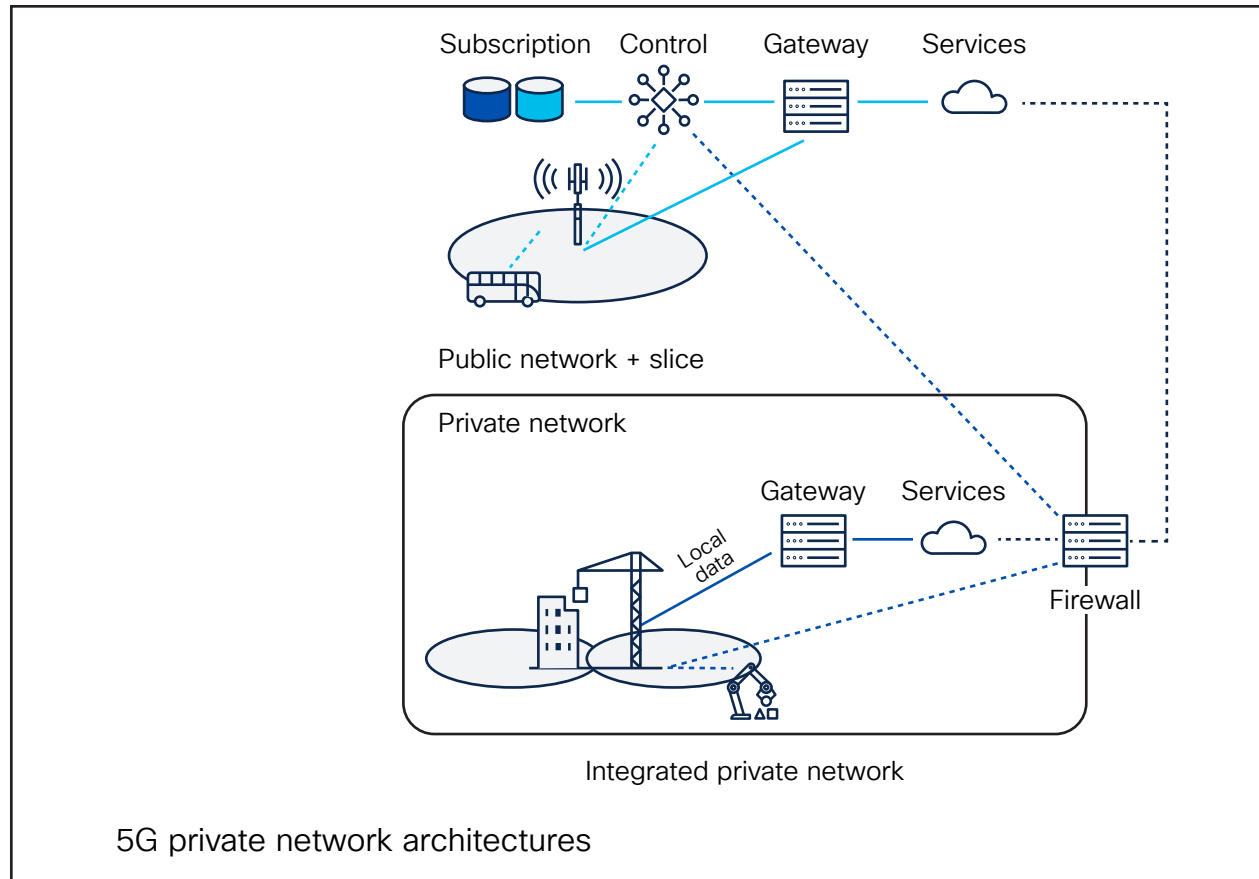 Subscription
Control
Gateway
Services
Public network + slice
Private network
Gateway
Services
Local
data
Firewall
Integrated private network
5G private network architectures